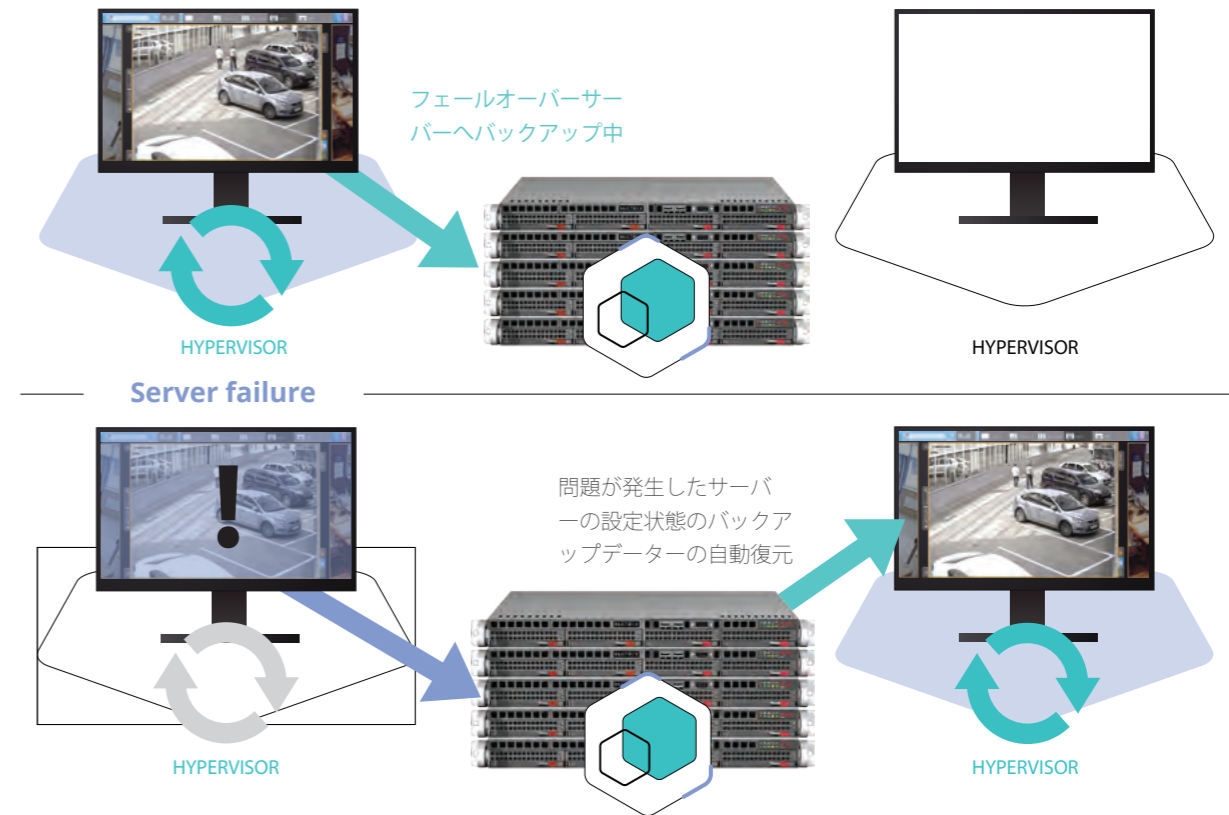 フェールオーバーサー
バーへバックアップ中
HYPERVISOR
HYPERVISOR
Server failure
問題が発生したサーバ
ーの設定状態のバックア
ップデーターの自動復元
HYPERVISOR
HYPERVISOR